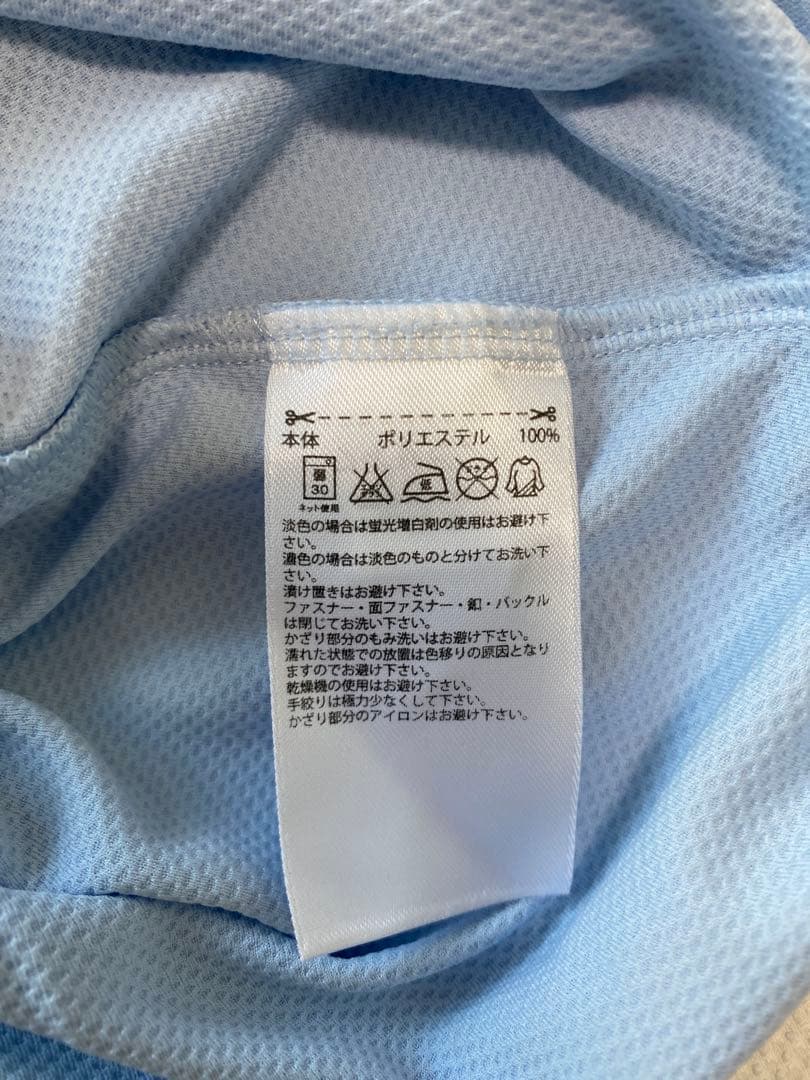 本体 ポリエステル 100%
弱 30 エンソサラシ 低
ネット使用
淡色の場合は蛍光増白剤の使用はお避け下
さい。
濃色の場合は淡色のものと分けてお洗い下
さい。
漬け置きはお避け下さい。
ファスナー・面ファスナー・釦・バックル
は閉じてお洗い下さい。
かざり部分のもみ洗いはお避け下さい。
濡れた状態での放置は色移りの原因となり
ますのでお避け下さい。
乾燥機の使用はお避け下さい。
手絞りは極力少なくして下さい。
かざり部分のアイロンはお避け下さい。